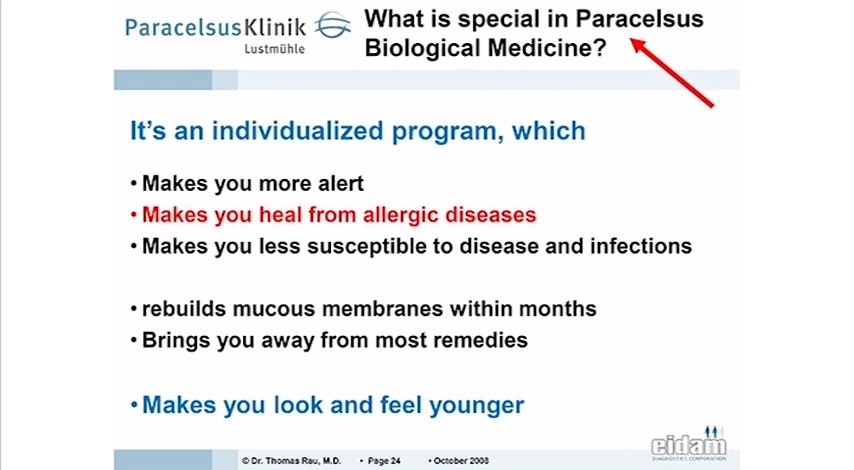 ParacelsusKlinik
Lustmühle
What is special in Paracelsus
Biological Medicine?
It's an individualized program, which
• Makes you more alert
• Makes you heal from allergic diseases
• Makes you less susceptible to disease and infections
• rebuilds mucous membranes within months
• Brings you away from most remedies
• Makes you look and feel younger
eidam
DIAGNOSTICS CORPORATION
© Dr. Thomas Rau, M.D. • Page 24 • October 2008